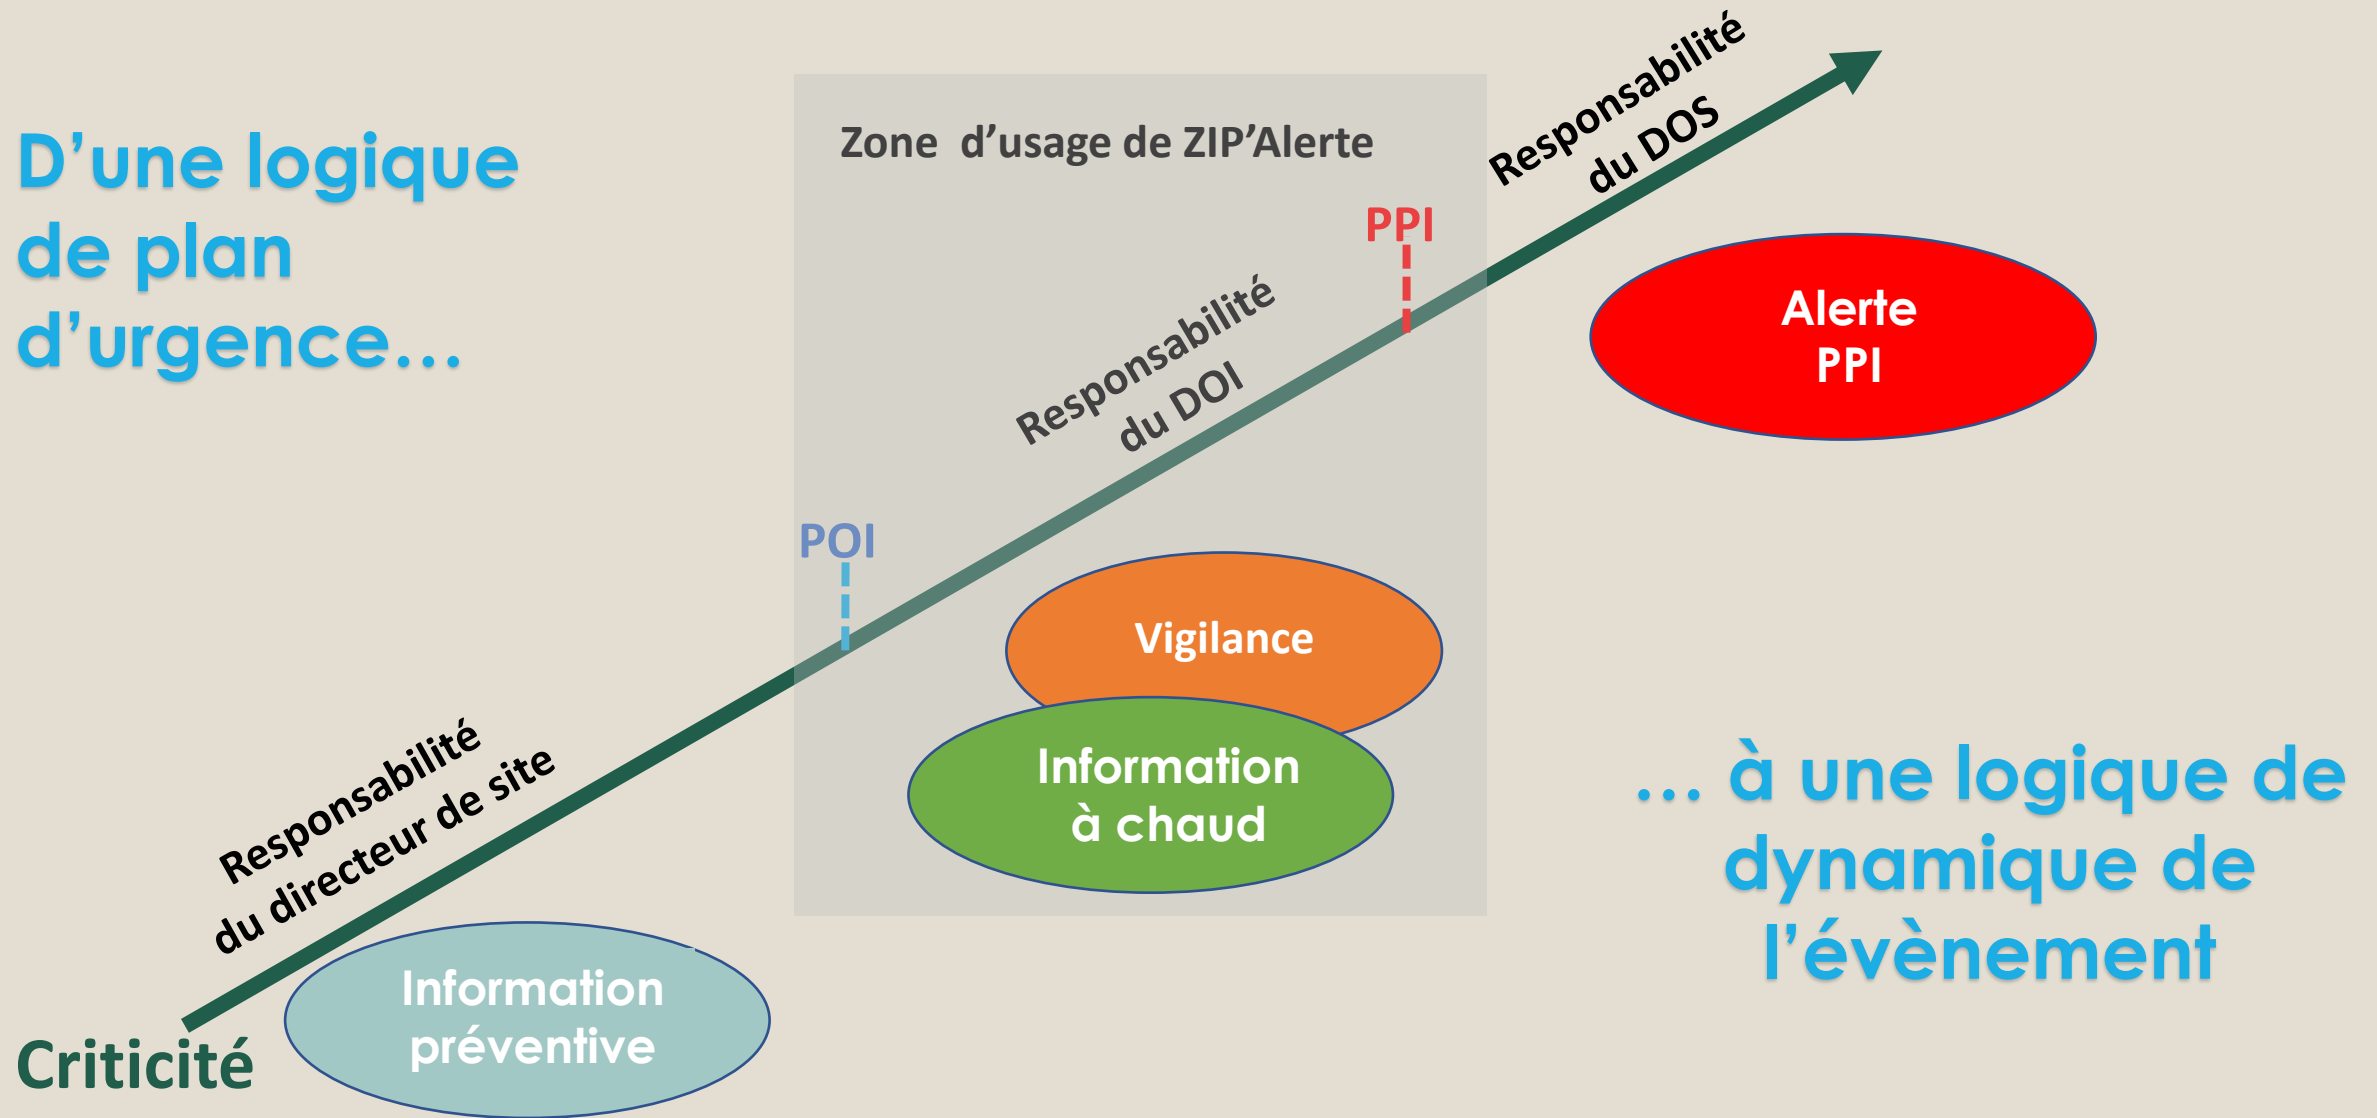 D’une logique
de plan
d’urgence…
Zone d’usage de ZIP’Alerte
Responsabilité
du DOS
PPI
Alerte
PPI
Responsabilité
du DOI
POI
Vigilance
Information
à chaud
Responsabilité
du directeur de site
… à une logique de
dynamique de
l’évènement
Information
préventive
Criticité